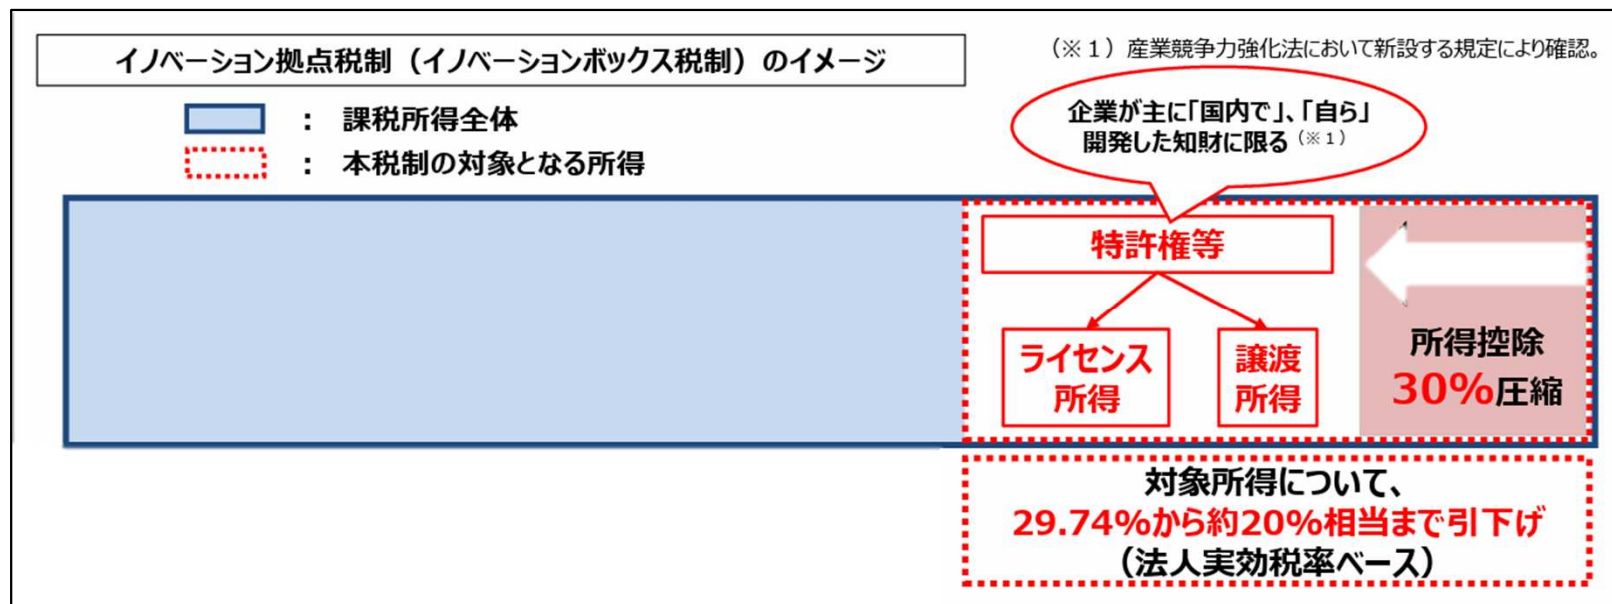 イノベーション拠点税制（イノベーションボックス税制）のイメージ
（※１）産業競争力強化法において新設する規定により確認。
： 課税所得全体
： 本税制の対象となる所得
企業が主に「国内で」、「自ら」
開発した知財に限る（※１）
特許権等
ライセンス
所得
譲渡
所得
所得控除
30%圧縮
対象所得について、
29.74%から約20%相当まで引下げ
（法人実効税率ベース）